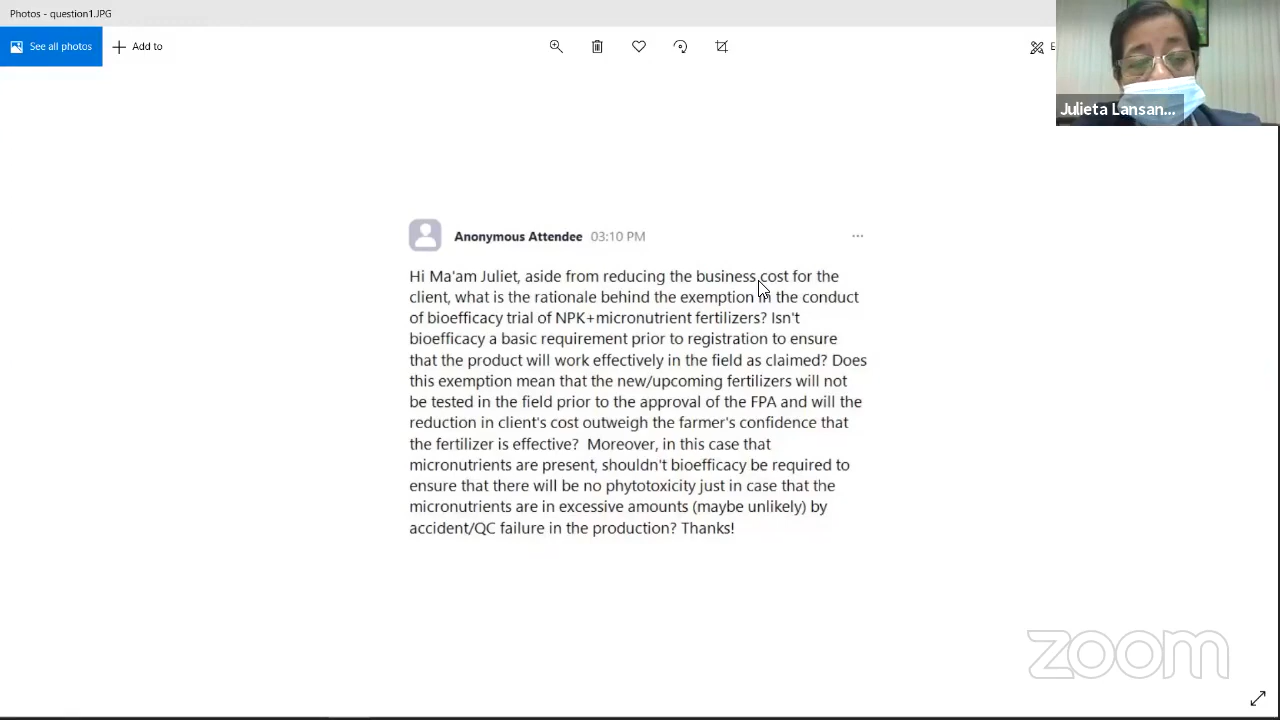 Photos - question1.JPG
See all photos
Add to
Julieta Lansan...
Anonymous Attendee 03:10 PM
...
Hi Ma'am Juliet, aside from reducing the business cost for the
client, what is the rationale behind the exemption in the conduct
of bioefficacy trial of NPK+micronutrient fertilizers? Isn't
bioefficacy a basic requirement prior to registration to ensure
that the product will work effectively in the field as claimed? Does
this exemption mean that the new/upcoming fertilizers will not
be tested in the field prior to the approval of the FPA and will the
reduction in client's cost outweigh the farmer's confidence that
the fertilizer is effective? Moreover, in this case that
micronutrients are present, shouldn't bioefficacy be required to
ensure that there will be no phytotoxicity just in case that the
micronutrients are in excessive amounts (maybe unlikely) by
accident/QC failure in the production? Thanks!
zoom